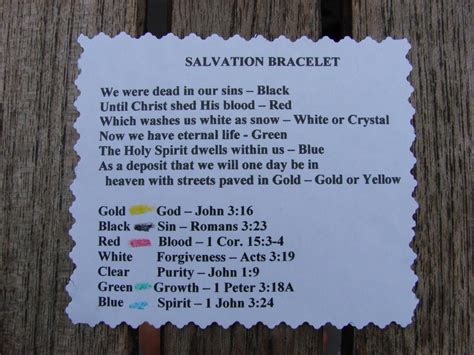 SALVATION BRACELET
We were dead in our sins – Black
Until Christ shed His blood – Red
Which washes us white as snow – White or Crystal
Now we have eternal life - Green
The Holy Spirit dwells within us – Blue
As a deposit that we will one day be in
heaven with streets paved in Gold – Gold or Yellow
Gold God – John 3:16
Black Sin – Romans 3:23
Red Blood – 1 Cor. 15:3-4
White Forgiveness – Acts 3:19
Clear Purity – John 1:9
Green Growth – 1 Peter 3:18A
Blue Spirit – 1 John 3:24